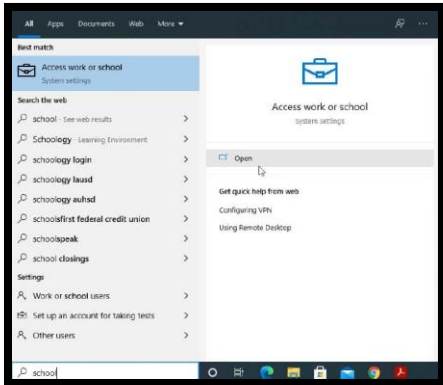 All Apps Documents Web More
Best match
Access work or school
System settings
Search the web
school - See web results
Schoology - Learning Environment
schoology login
schoology lausd
schoology auhsd
schoolsfirst federal credit union
schoolspeak
school closings
Settings
Work or school users
Set up an account for taking tests
Other users
school
Access work or school
System settings
Open
Get quick help from web
Configuring VPN
Using Remote Desktop